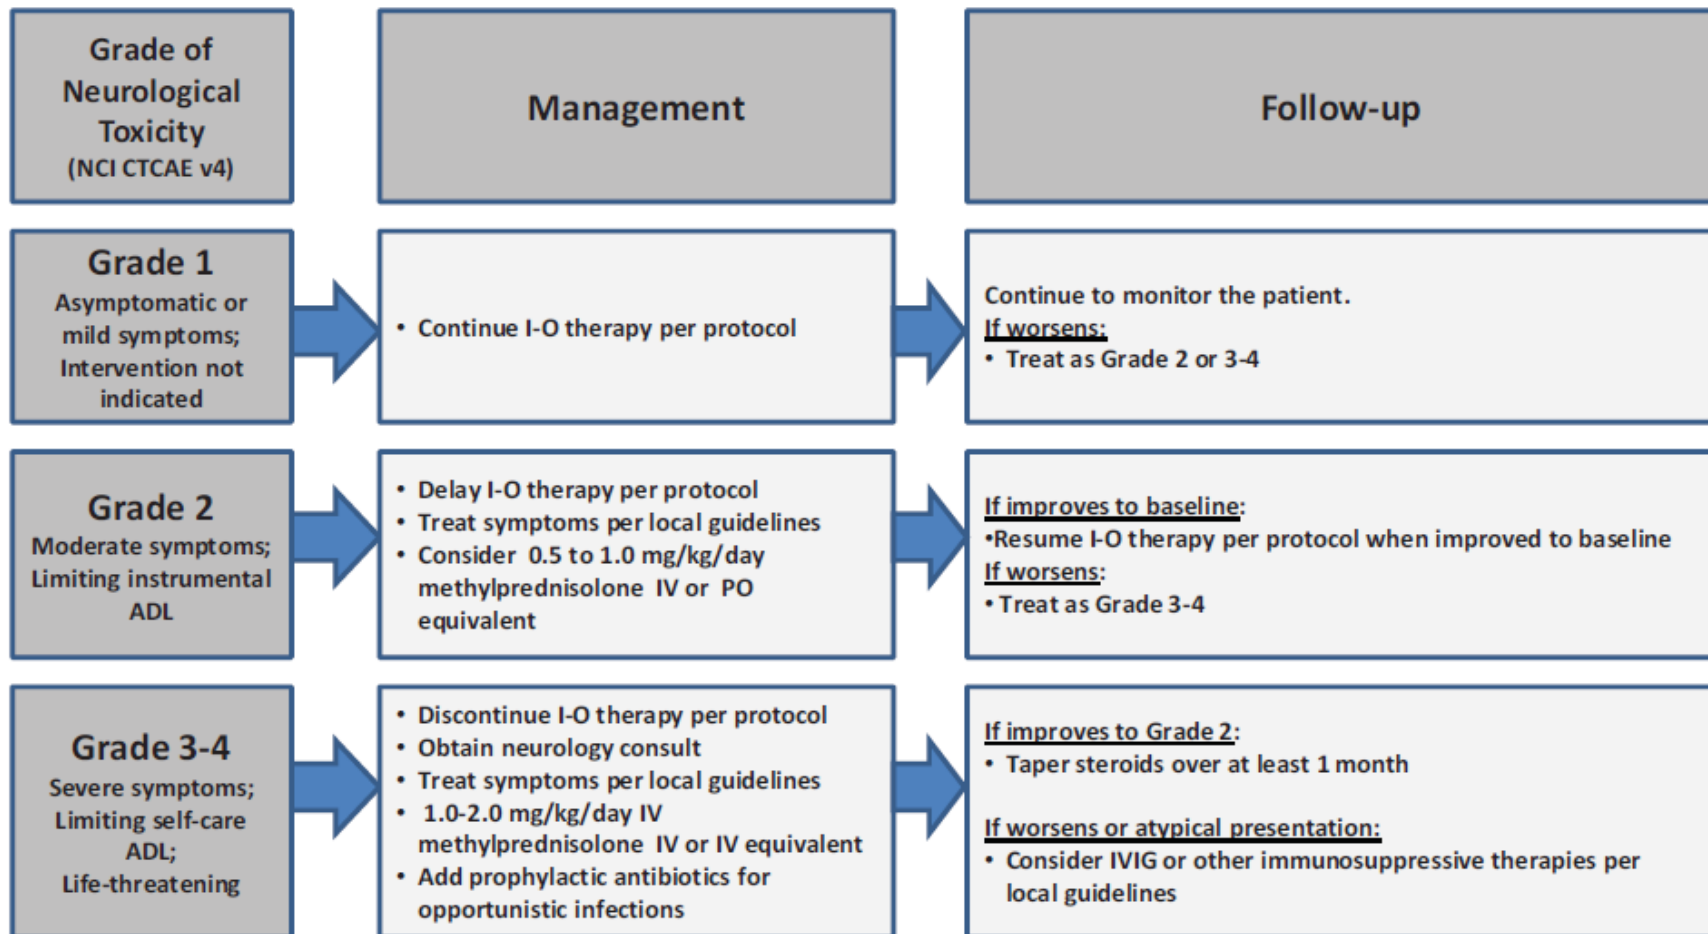 Grade of
Neurological
Toxicity
(NCI CTCAE v4)
Management
Follow-up
Grade 1
Asymptomatic or
mild symptoms;
Intervention not
indicated
• Continue I-O therapy per protocol
Continue to monitor the patient.
If worsens:
• Treat as Grade 2 or 3-4
Grade 2
Moderate symptoms;
Limiting instrumental
ADL
• Delay I-O therapy per protocol
• Treat symptoms per local guidelines
• Consider 0.5 to 1.0 mg/kg/day
methylprednisolone IV or PO
equivalent
If improves to baseline:
•Resume I-O therapy per protocol when improved to baseline
If worsens:
• Treat as Grade 3-4
Grade 3-4
Severe symptoms;
Limiting self-care
ADL;
Life-threatening
• Discontinue I-O therapy per protocol
• Obtain neurology consult
• Treat symptoms per local guidelines
• 1.0-2.0 mg/kg/day IV
methylprednisolone IV or IV equivalent
• Add prophylactic antibiotics for
opportunistic infections
If improves to Grade 2:
• Taper steroids over at least 1 month
If worsens or atypical presentation:
• Consider IVIG or other immunosuppressive therapies per
local guidelines